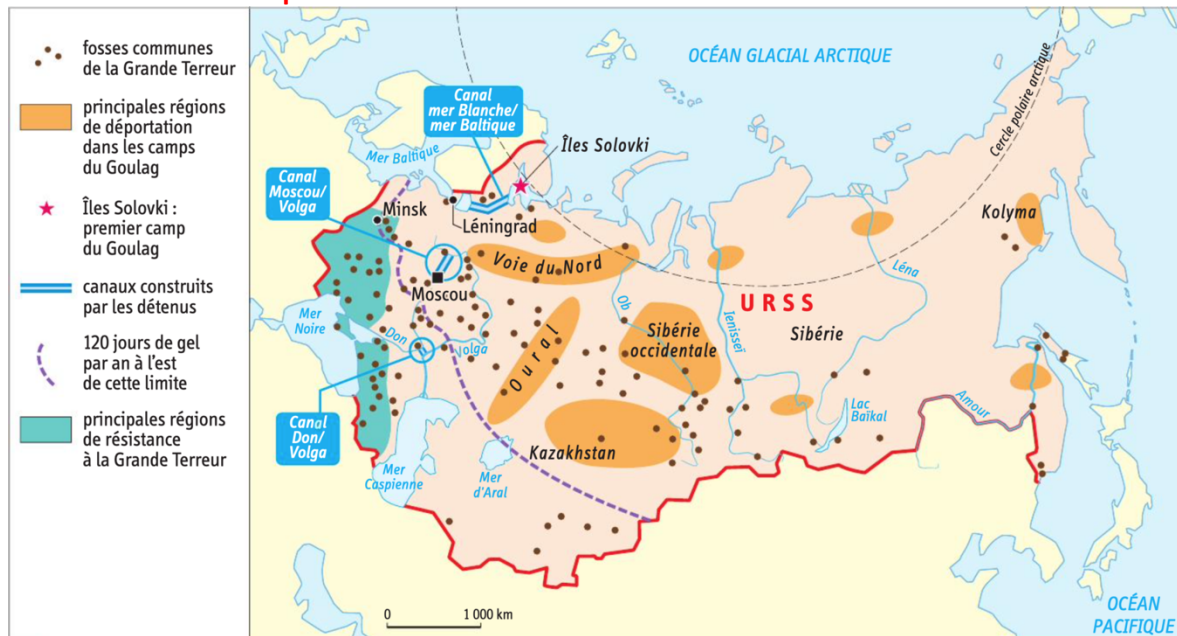 fosses communes
de la Grande Terreur
principales régions
de déportation
dans les camps
du Goulag
Îles Solovki :
premier camp
du Goulag
canaux construits
par les détenus
120 jours de gel
par an à l'est
de cette limite
principales régions
de résistance
à la Grande Terreur
OCÉAN GLACIAL ARCTIQUE
Cercle polaire arctique
Canal
mer Blanche/
mer Baltique
Îles Solovki
Mer Baltique
Canal
Moscou/
Volga
Minsk
Léningrad
Kolyma
Voie du Nord
Moscou
Léna
Ob
Ienisseï
URSS
Mer
Noire
Don
Volga
Oural
Sibérie
occidentale
Sibérie
Canal
Don/
Volga
Lac
Baïkal
Amour
Kazakhstan
Mer
Caspienne
Mer
d'Aral
0 1 000 km
OCÉAN
PACIFIQUE